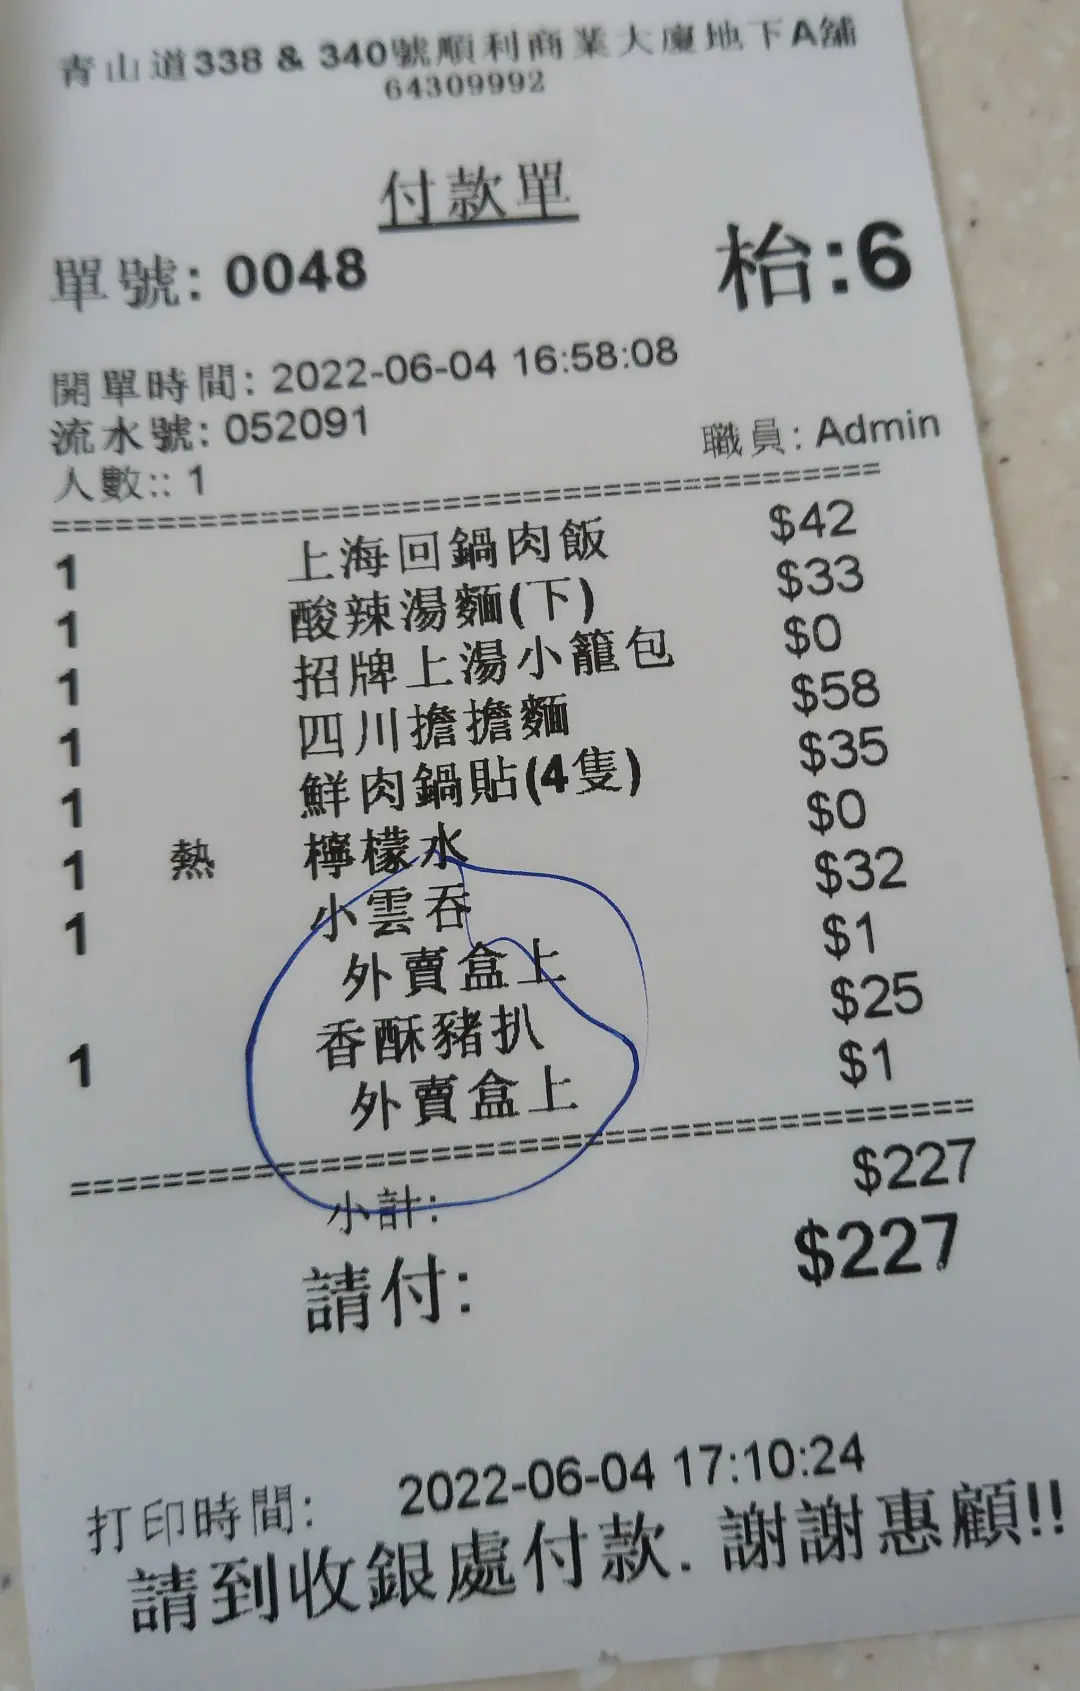 青山道338 & 340號順利商業大廈地下A舖
64309992
付款單
單號: 0048 枱:6
開單時間: 2022-06-04 16:58:08
流水號: 052091 職員: Admin
人數:: 1
========================================
1 上海回鍋肉飯 $42
1 酸辣湯麵(下) $33
1 招牌上湯小籠包 $0
1 四川擔擔麵 $58
1 鮮肉鍋貼(4隻) $35
1 熱 檸檬水 $0
1 小雲吞 $32
外賣盒上 $1
1 香酥豬扒 $25
外賣盒上 $1
========================================
小計: $227
請付: $227
打印時間: 2022-06-04 17:10:24
請到收銀處付款. 謝謝惠顧!!